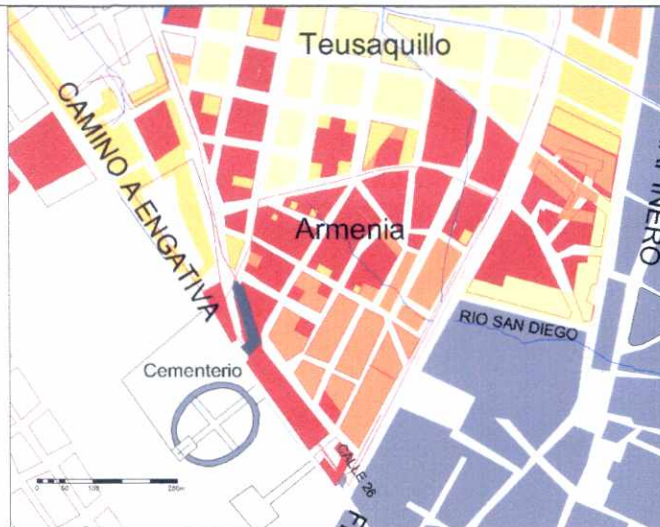 Teusaquillo
CAMINO A ENGATIVA
Armenia
RIO SAN DIEGO
Cementerio
CALLE 26